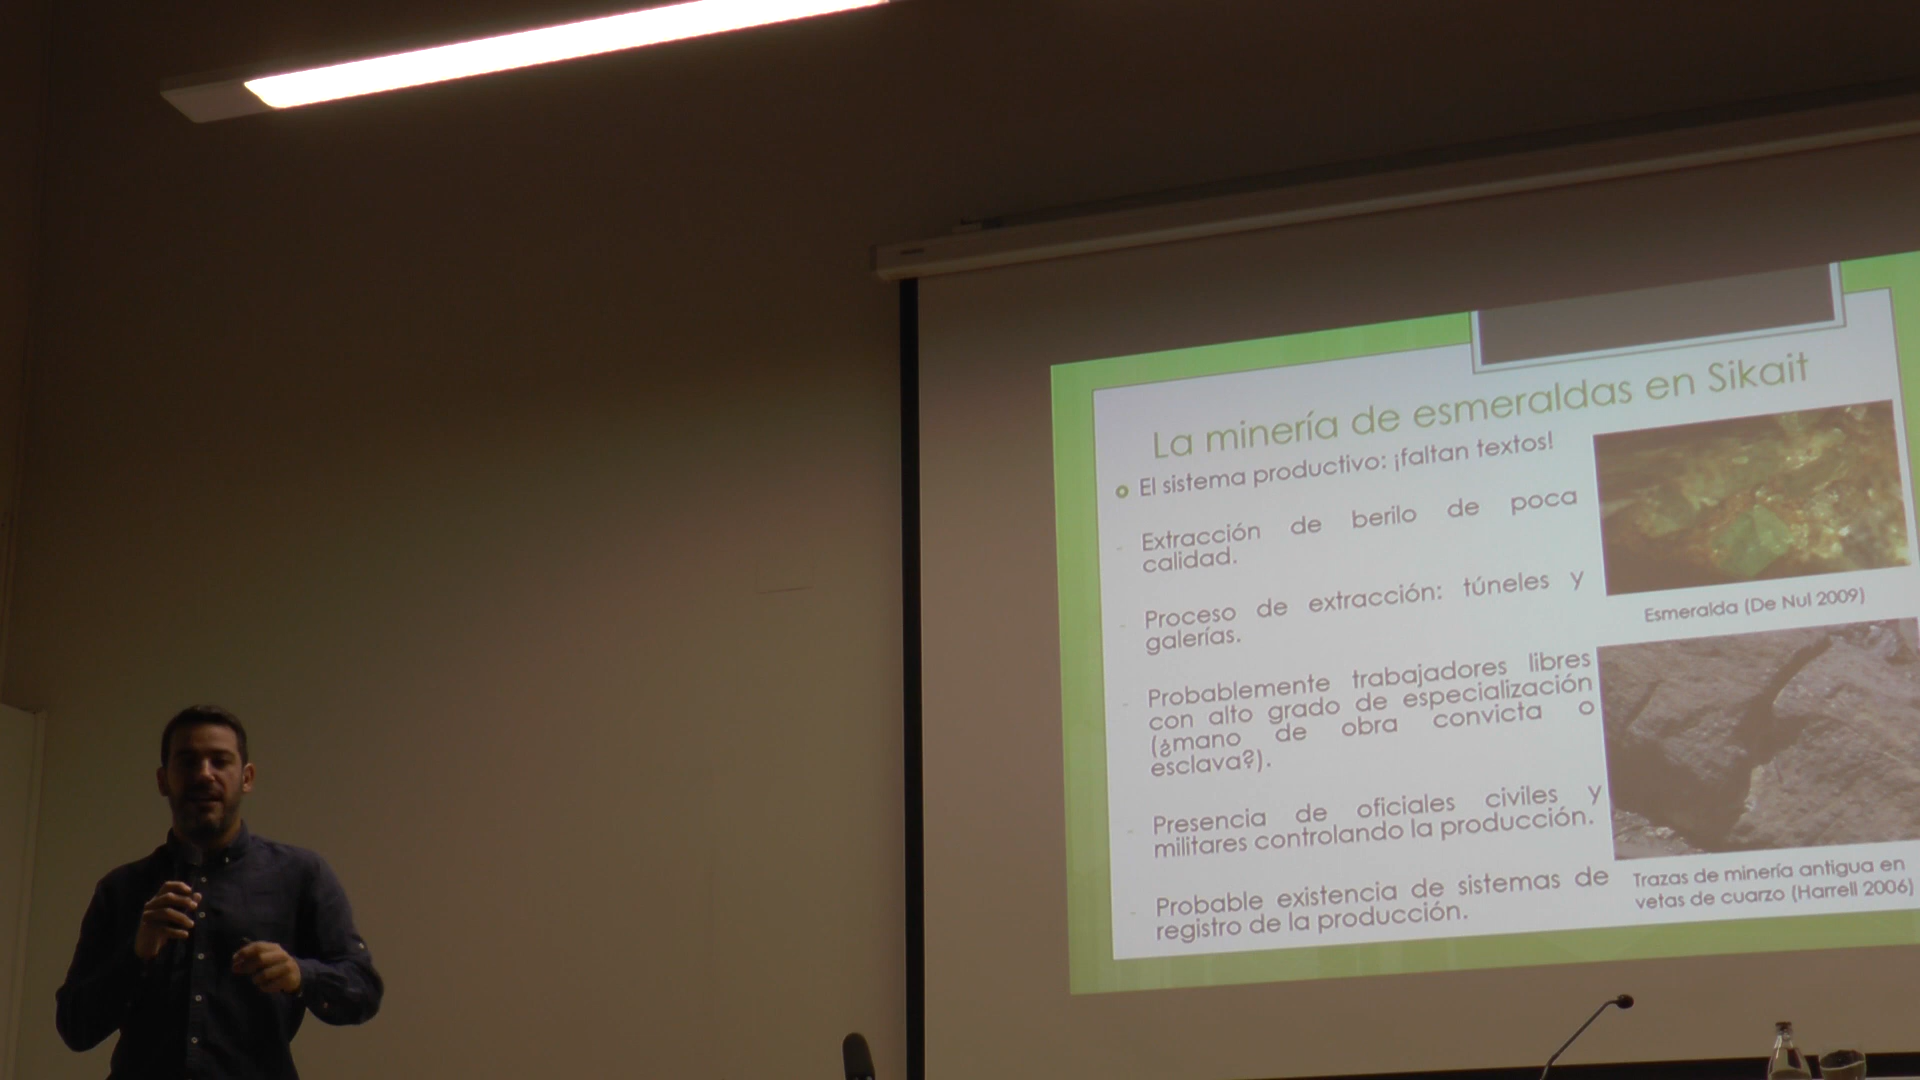 La minería de esmeraldas en Sikait
El sistema productivo: ¡faltan textos!
- Extracción de berilo de poca
calidad.
- Proceso de extracción: túneles y
galerías.
- Probablemente trabajadores libres
con alto grado de especialización
(¿mano de obra convicta o
esclava?).
- Presencia de oficiales civiles y
militares controlando la producción.
- Probable existencia de sistemas de
registro de la producción.
Esmeralda (De Nul 2009)
Trazas de minería antigua en
vetas de cuarzo (Harrell 2006)